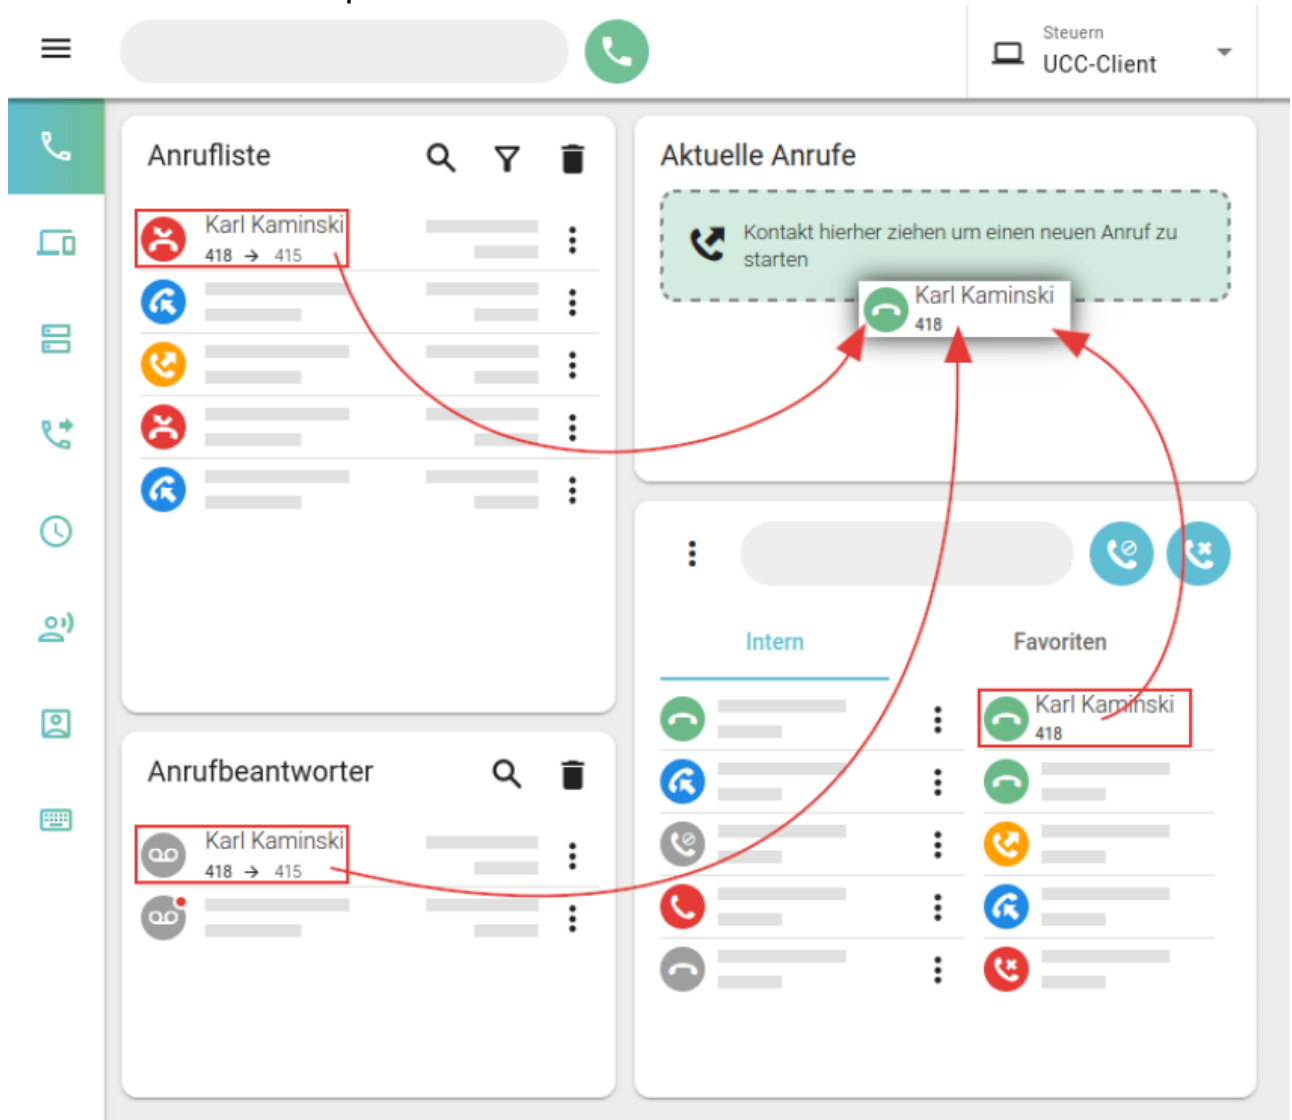 Steuern
UCC-Client
Anrufliste
Karl Kaminski
418 → 415
Aktuelle Anrufe
Kontakt hierher ziehen um einen neuen Anruf zu
starten
Karl Kaminski
418
Intern
Favoriten
Karl Kaminski
418
Anrufbeantworter
Karl Kaminski
418 → 415